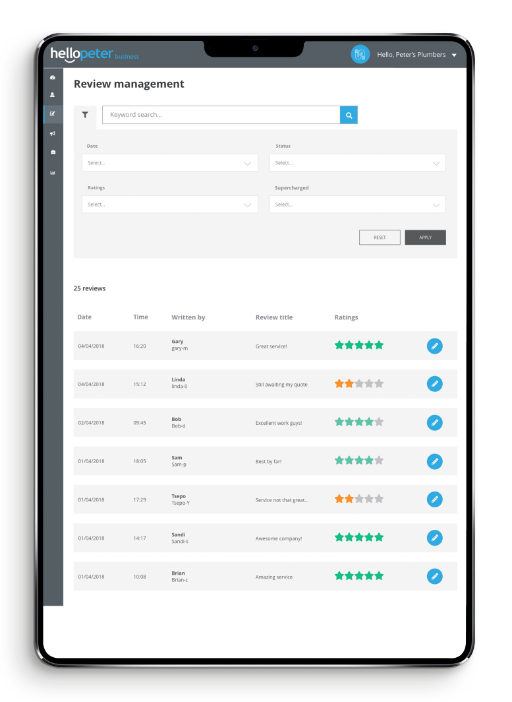 hellopeter business
Hello, Peter's Plumbers
Review management
Keyword search...
Date Status
Select... Select...
Ratings Supercharged
Select... Select...
RESET APPLY
25 reviews
Date Time Written by Review title Ratings
04/04/2018 16:20 Gary Great service!
gary-m
04/04/2018 15:12 Linda Still awaiting my quote
02/04/2018 09:45 Bob Excellent work guys!
Bob-d
01/04/2018 18:05 Sam Best by far!
Sam-p
01/04/2018 17:29 Tsepo Service not that great...
Tsepo-Y
01/04/2018 14:17 Sandi Awesome company!
Sandi-s
01/04/2018 10:08 Brian Amazing service
Brian-c